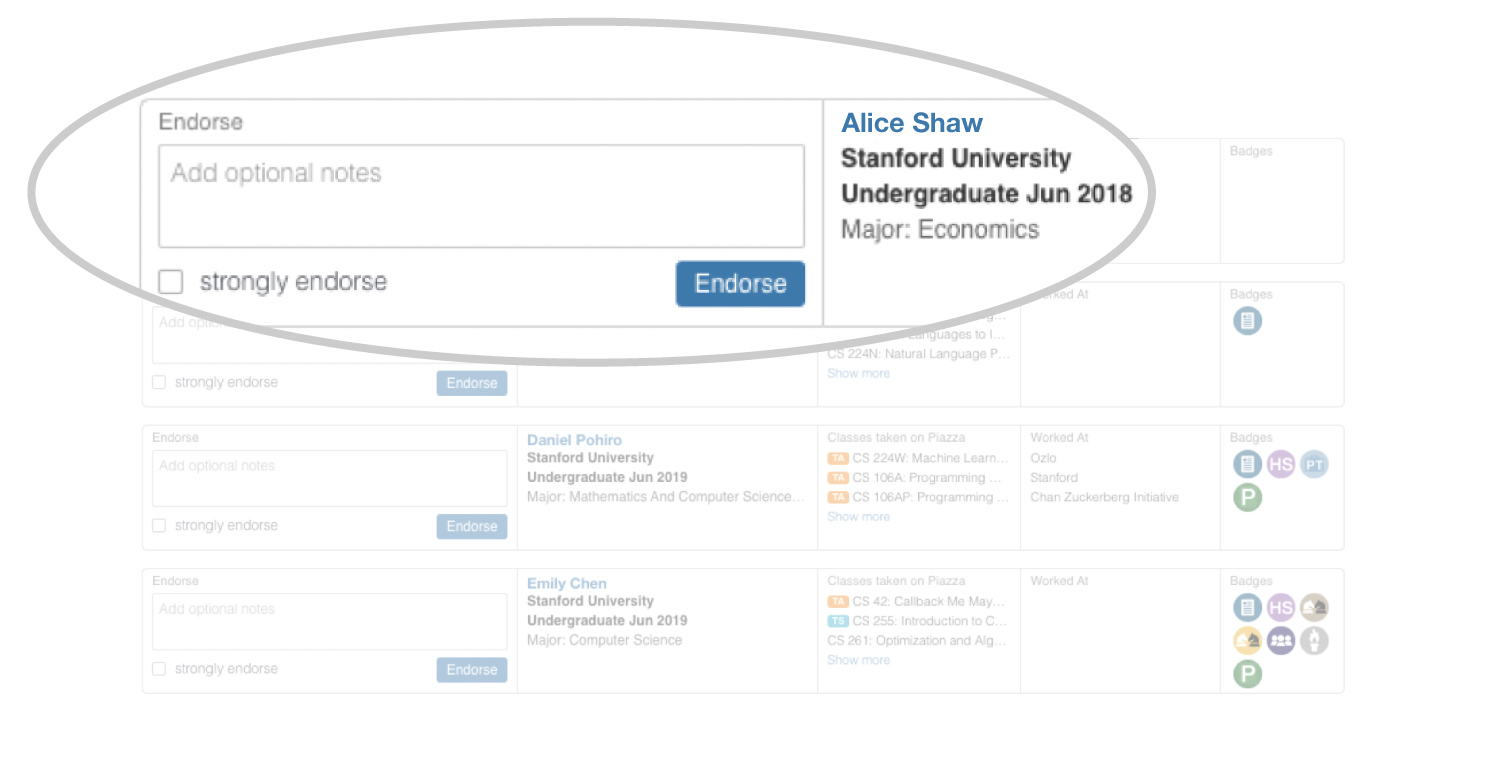 Endorse
Add optional notes
strongly endorse
Endorse
Alice Shaw
Stanford University
Undergraduate Jun 2018
Major: Economics
Badges
Add
strongly endorse
Endorse
Languages to I...
CS 224N: Natural Language P...
Show more
At
Badges
Endorse
Add optional notes
strongly endorse
Endorse
Daniel Pohiro
Stanford University
Undergraduate Jun 2019
Major: Mathematics And Computer Science...
Classes taken on Piazza
TA CS 224W: Machine Learn...
TA CS 106A: Programming ...
TA CS 106AP: Programming ...
Show more
Worked At
Ozlo
Stanford
Chan Zuckerberg Initiative
Badges
HS PT
P
Endorse
Add optional notes
strongly endorse
Endorse
Emily Chen
Stanford University
Undergraduate Jun 2019
Major: Computer Science
Classes taken on Piazza
TA CS 42: Callback Me May...
TS CS 255: Introduction to C...
CS 261: Optimization and Alg...
Show more
Worked At
Badges
HS
P